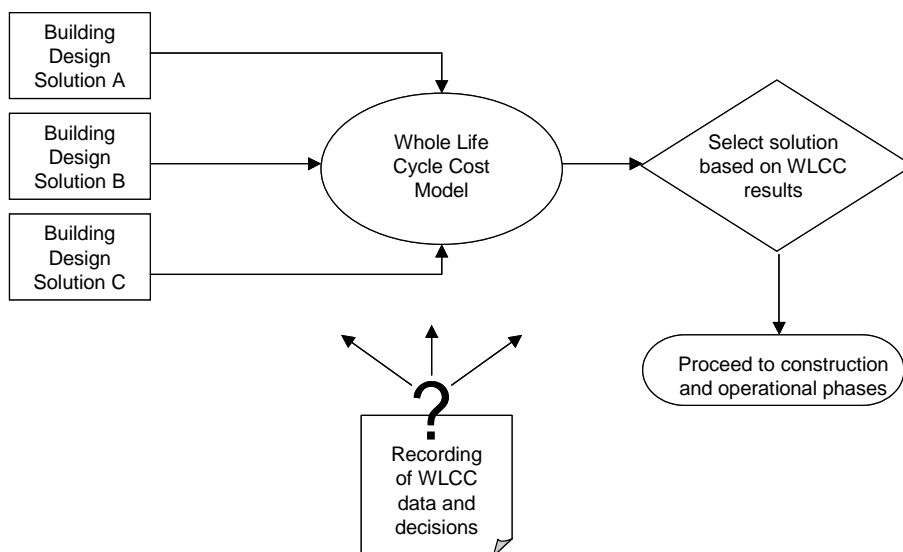 Building
Design
Solution A
Building
Design
Solution B
Building
Design
Solution C
Whole Life
Cycle Cost
Model
Select solution
based on WLCC
results
Proceed to construction
and operational phases
?
Recording
of WLCC
data and
decisions